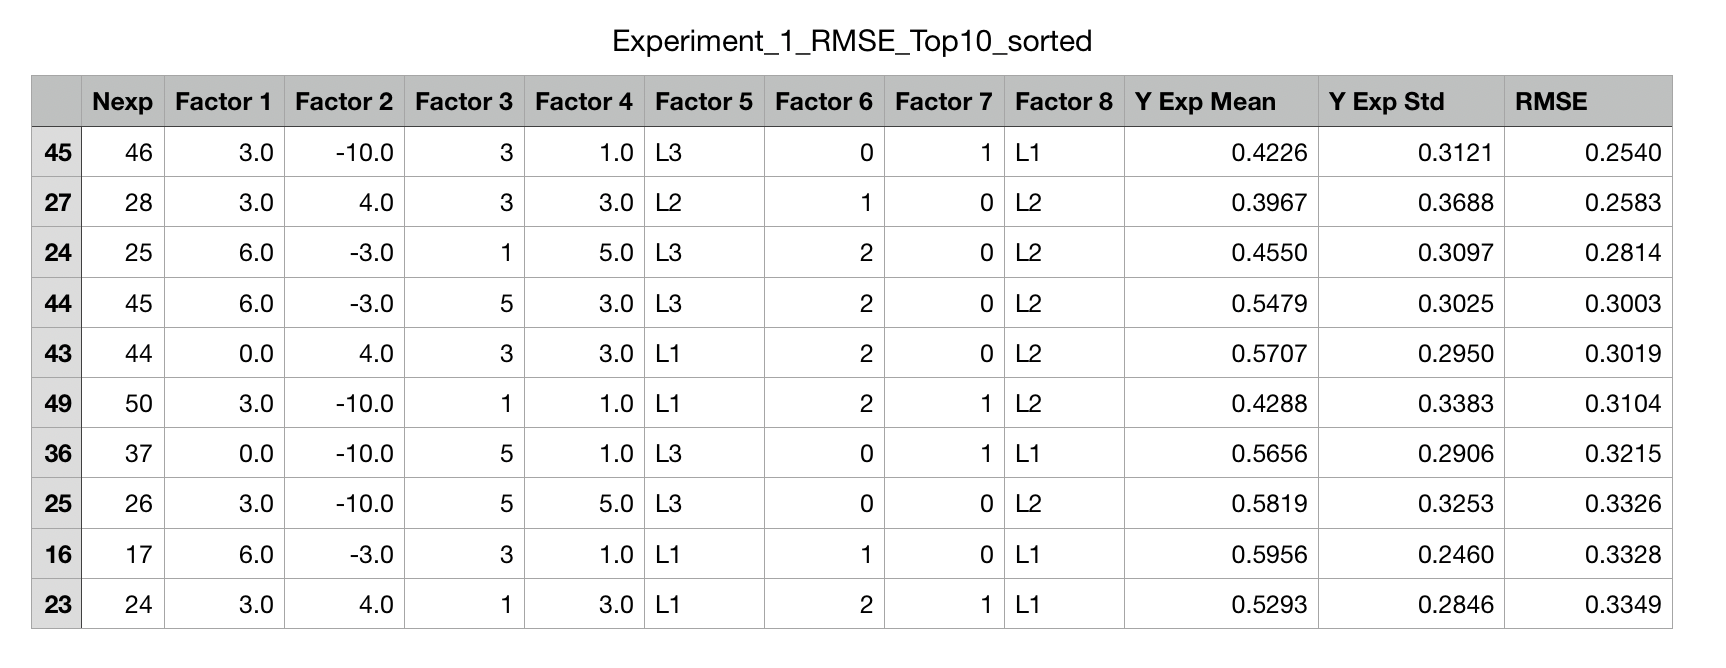 Experiment_1_RMSE_Top10_sorted
Nexp Factor 1 Factor 2 Factor 3 Factor 4 Factor 5 Factor 6 Factor 7 Factor 8 Y Exp Mean Y Exp Std RMSE
45 46 3.0 -10.0 3 1.0 L3 0 1 L1 0.4226 0.3121 0.2540
27 28 3.0 4.0 3 3.0 L2 1 0 L2 0.3967 0.3688 0.2583
24 25 6.0 -3.0 1 5.0 L3 2 0 L2 0.4550 0.3097 0.2814
44 45 6.0 -3.0 5 3.0 L3 2 0 L2 0.5479 0.3025 0.3003
43 44 0.0 4.0 3 3.0 L1 2 0 L2 0.5707 0.2950 0.3019
49 50 3.0 -10.0 1 1.0 L1 2 1 L2 0.4288 0.3383 0.3104
36 37 0.0 -10.0 5 1.0 L3 0 1 L1 0.5656 0.2906 0.3215
25 26 3.0 -10.0 5 5.0 L3 0 0 L2 0.5819 0.3253 0.3326
16 17 6.0 -3.0 3 1.0 L1 1 0 L1 0.5956 0.2460 0.3328
23 24 3.0 4.0 1 3.0 L1 2 1 L1 0.5293 0.2846 0.3349